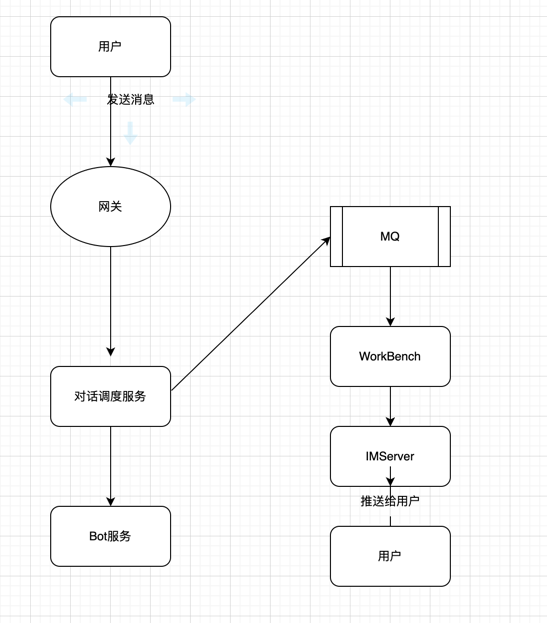 用户
发送消息
网关
对话调度服务
Bot服务
MQ
WorkBench
IMServer
推送给用户
用户